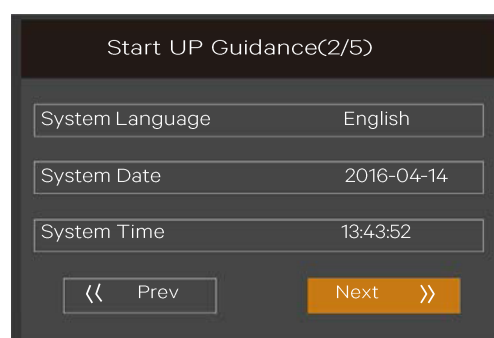 Start UP Guidance(2/5)
System Language English
System Date 2016-04-14
System Time 13:43:52
⟨⟨ Prev Next ⟩⟩